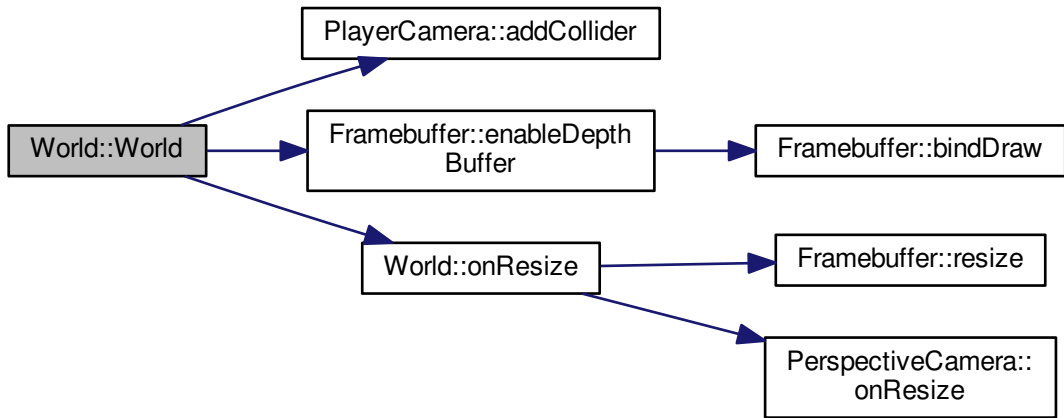 PlayerCamera::addCollider
World::World
Framebuffer::enableDepth
Buffer
Framebuffer::bindDraw
World::onResize
Framebuffer::resize
PerspectiveCamera::
onResize